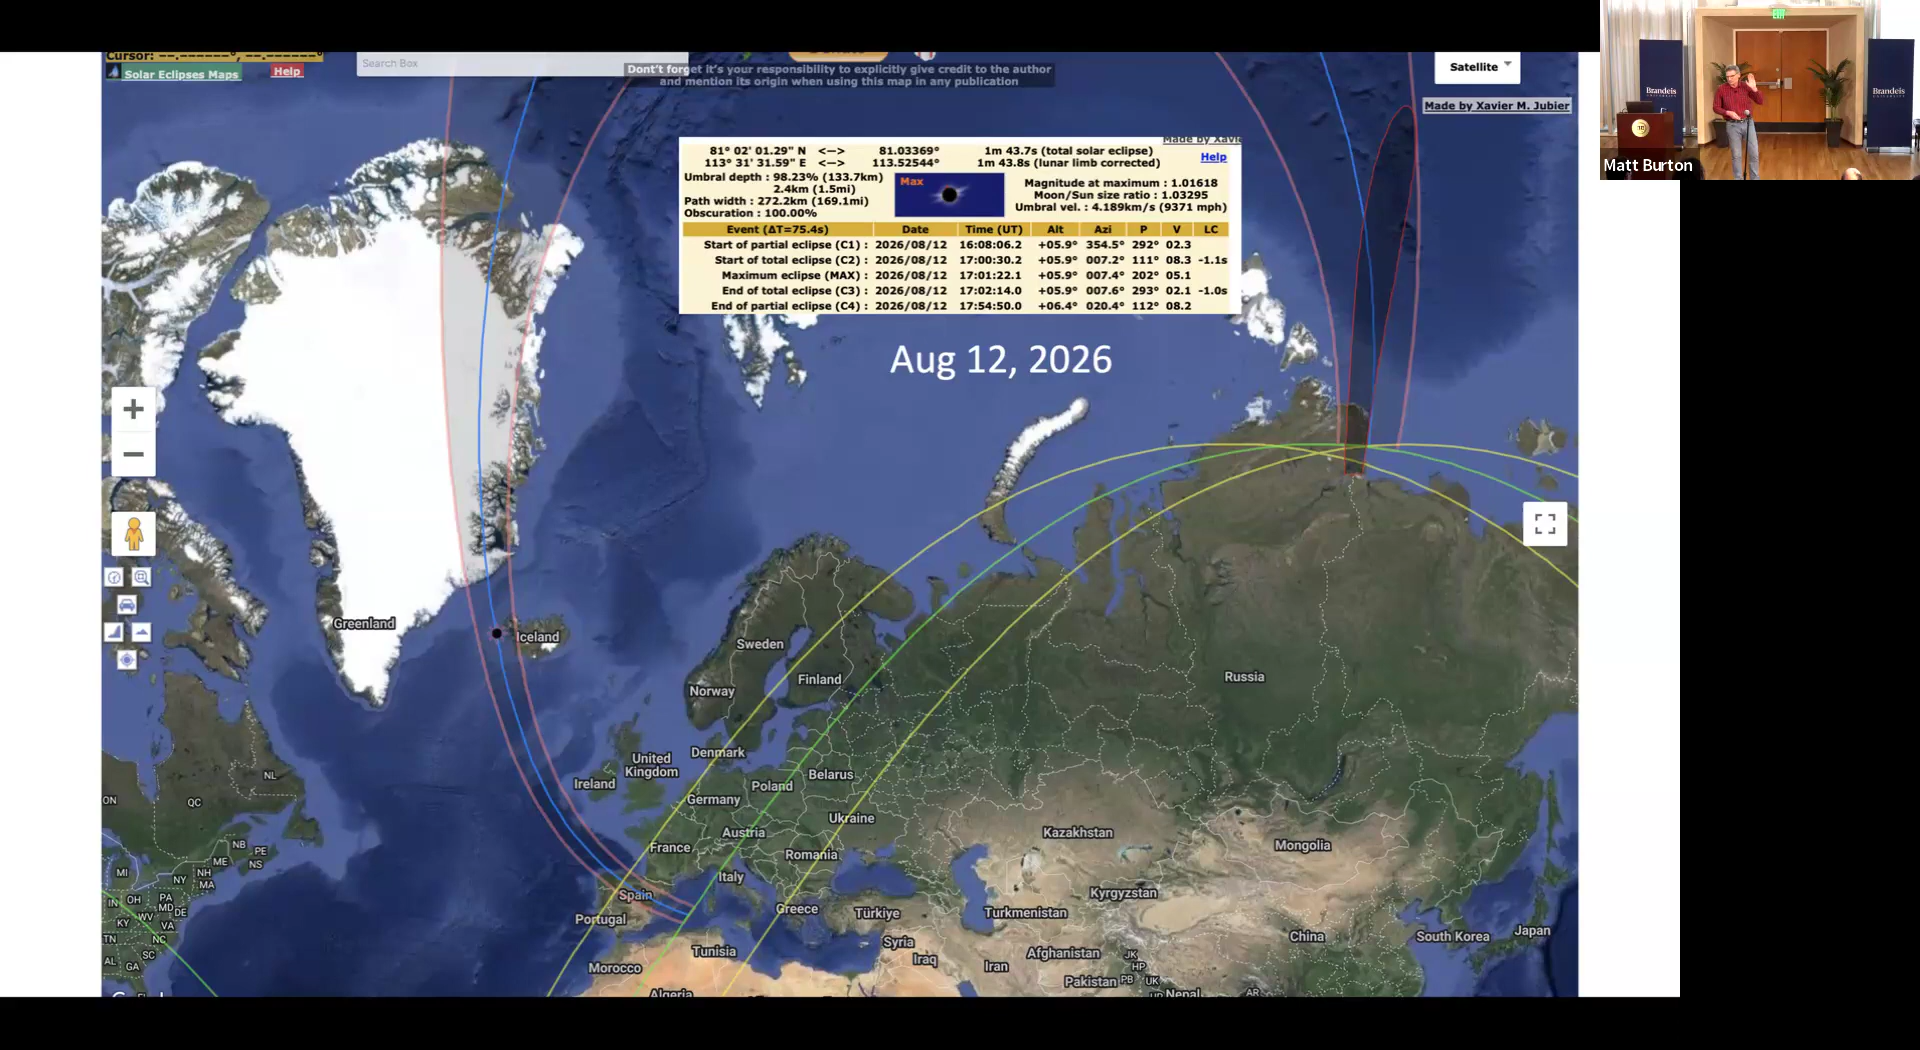 Cursor: --.------°, --.------°
Solar Eclipses Maps
Help
Search Box
Don't forget it's your responsibility to explicitly give credit to the author
and mention its origin when using this map in any publication
Satellite
Made by Xavier M. Jubier
Made by Xavie
81° 02' 01.29" N <—> 81.03369° 1m 43.7s (total solar eclipse)
113° 31' 31.59" E <—> 113.52544° 1m 43.8s (lunar limb corrected)
Help
Umbral depth : 98.23% (133.7km)
2.4km (1.5mi)
Path width : 272.2km (169.1mi)
Obscuration : 100.00%
Max
Magnitude at maximum : 1.01618
Moon/Sun size ratio : 1.03295
Umbral vel. : 4.189km/s (9371 mph)
Event (ΔT=75.4s) Date Time (UT) Alt Azi P V LC
Start of partial eclipse (C1) : 2026/08/12 16:08:06.2 +05.9° 354.5° 292° 02.3
Start of total eclipse (C2) : 2026/08/12 17:00:30.2 +05.9° 007.2° 111° 08.3 -1.1s
Maximum eclipse (MAX) : 2026/08/12 17:01:22.1 +05.9° 007.4° 202° 05.1
End of total eclipse (C3) : 2026/08/12 17:02:14.0 +05.9° 007.6° 293° 02.1 -1.0s
End of partial eclipse (C4) : 2026/08/12 17:54:50.0 +06.4° 020.4° 112° 08.2
Aug 12, 2026
Greenland
Iceland
Sweden
Finland
Norway
Russia
United
Kingdom
Denmark
Ireland
Belarus
Poland
Germany
Ukraine
Austria
France
Romania
Kazakhstan
Mongolia
Italy
Spain
Portugal
Greece
Türkiye
Kyrgyzstan
Turkmenistan
Syria
Iraq
Iran
Afghanistan
Pakistan
China
South Korea
Japan
Tunisia
Morocco
Algeria
Nepal
JK
HP
PB
UK
UP
AR
NL
ON
QC
NB
PE
ME
NS
MI
NY
NH
MA
IN
OH
PA
MD
DE
KY
WV
VA
TN
NC
SC
AL
GA
EXIT
Brandeis
UNIVERSITY
Brandeis
UNIVERSITY
Matt Burton